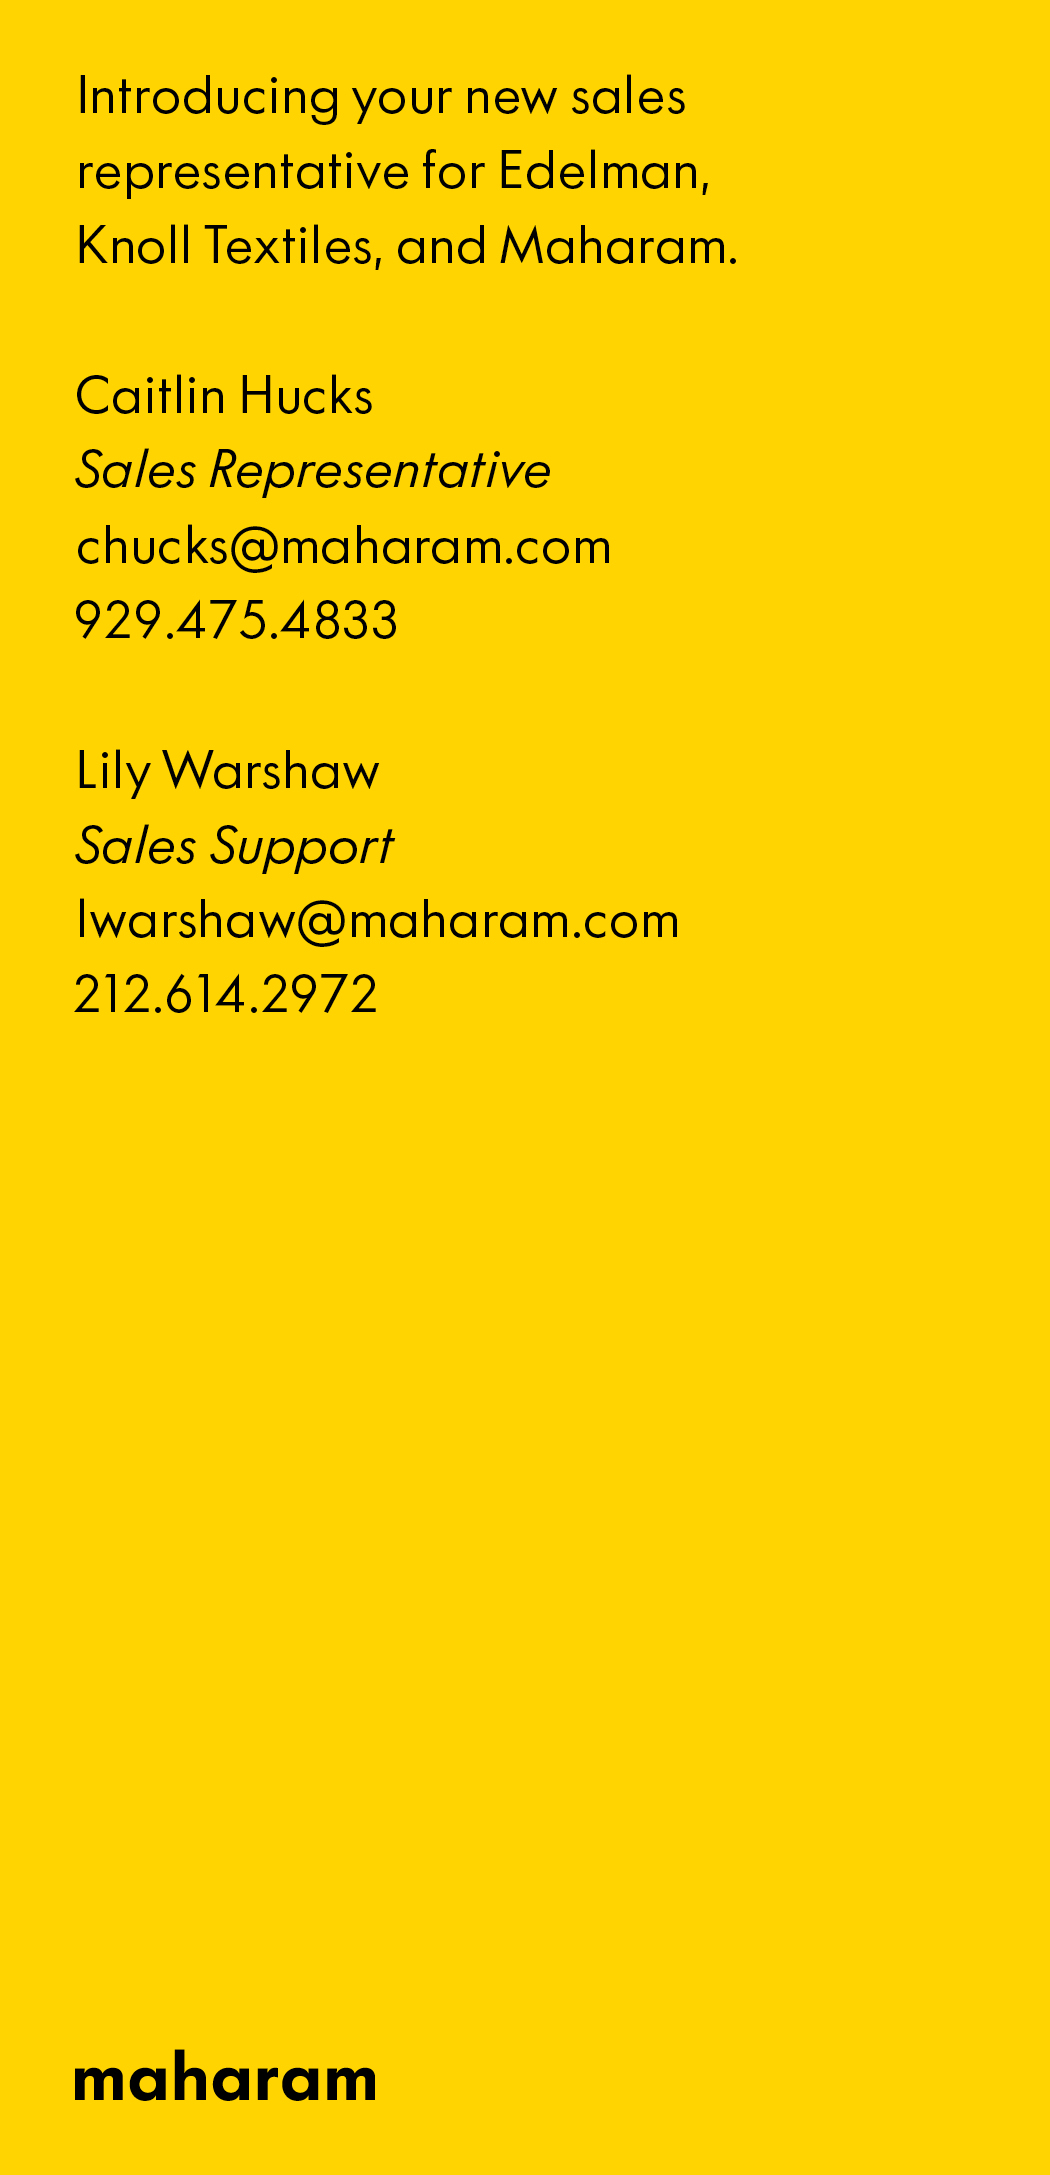 Introducing your new sales
representative for Edelman,
Knoll Textiles, and Maharam.
Caitlin Hucks
Sales Representative
chucks@maharam.com
929.475.4833
Lily Warshaw
Sales Support
lwarshaw@maharam.com
212.614.2972
maharam